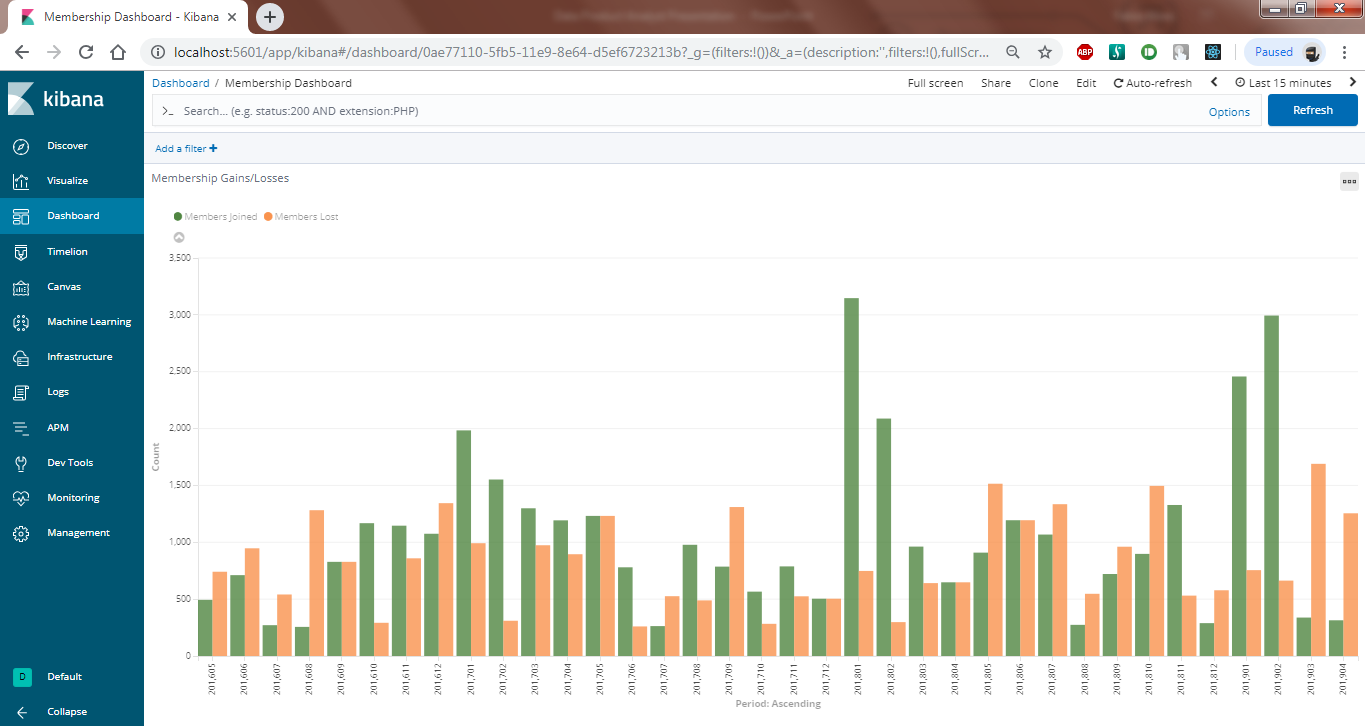 Membership Dashboard - Kibana
localhost:5601/app/kibana#/dashboard/0ae77110-5fb5-11e9-8e64-d5ef6723213b?_g=(filters:!())&_a=(description:'',filters:!(),fullScr...
ABP
Paused
kibana
Dashboard / Membership Dashboard
Full screen Share Clone Edit Auto-refresh Last 15 minutes
>_ Search... (e.g. status:200 AND extension:PHP)
Options
Refresh
Add a filter +
Discover
Visualize
Dashboard
Timelion
Canvas
Machine Learning
Infrastructure
Logs
APM
Dev Tools
Monitoring
Management
D Default
Collapse
Membership Gains/Losses
Members Joined Members Lost
3,500
3,000
2,500
2,000
1,500
1,000
500
0
Count
201,605 201,606 201,607 201,608 201,609 201,610 201,611 201,612 201,701 201,702 201,703 201,704 201,705 201,706 201,707 201,708 201,709 201,710 201,711 201,712 201,801 201,802 201,803 201,804 201,805 201,806 201,807 201,808 201,809 201,810 201,811 201,812 201,901 201,902 201,903 201,904
Period: Ascending